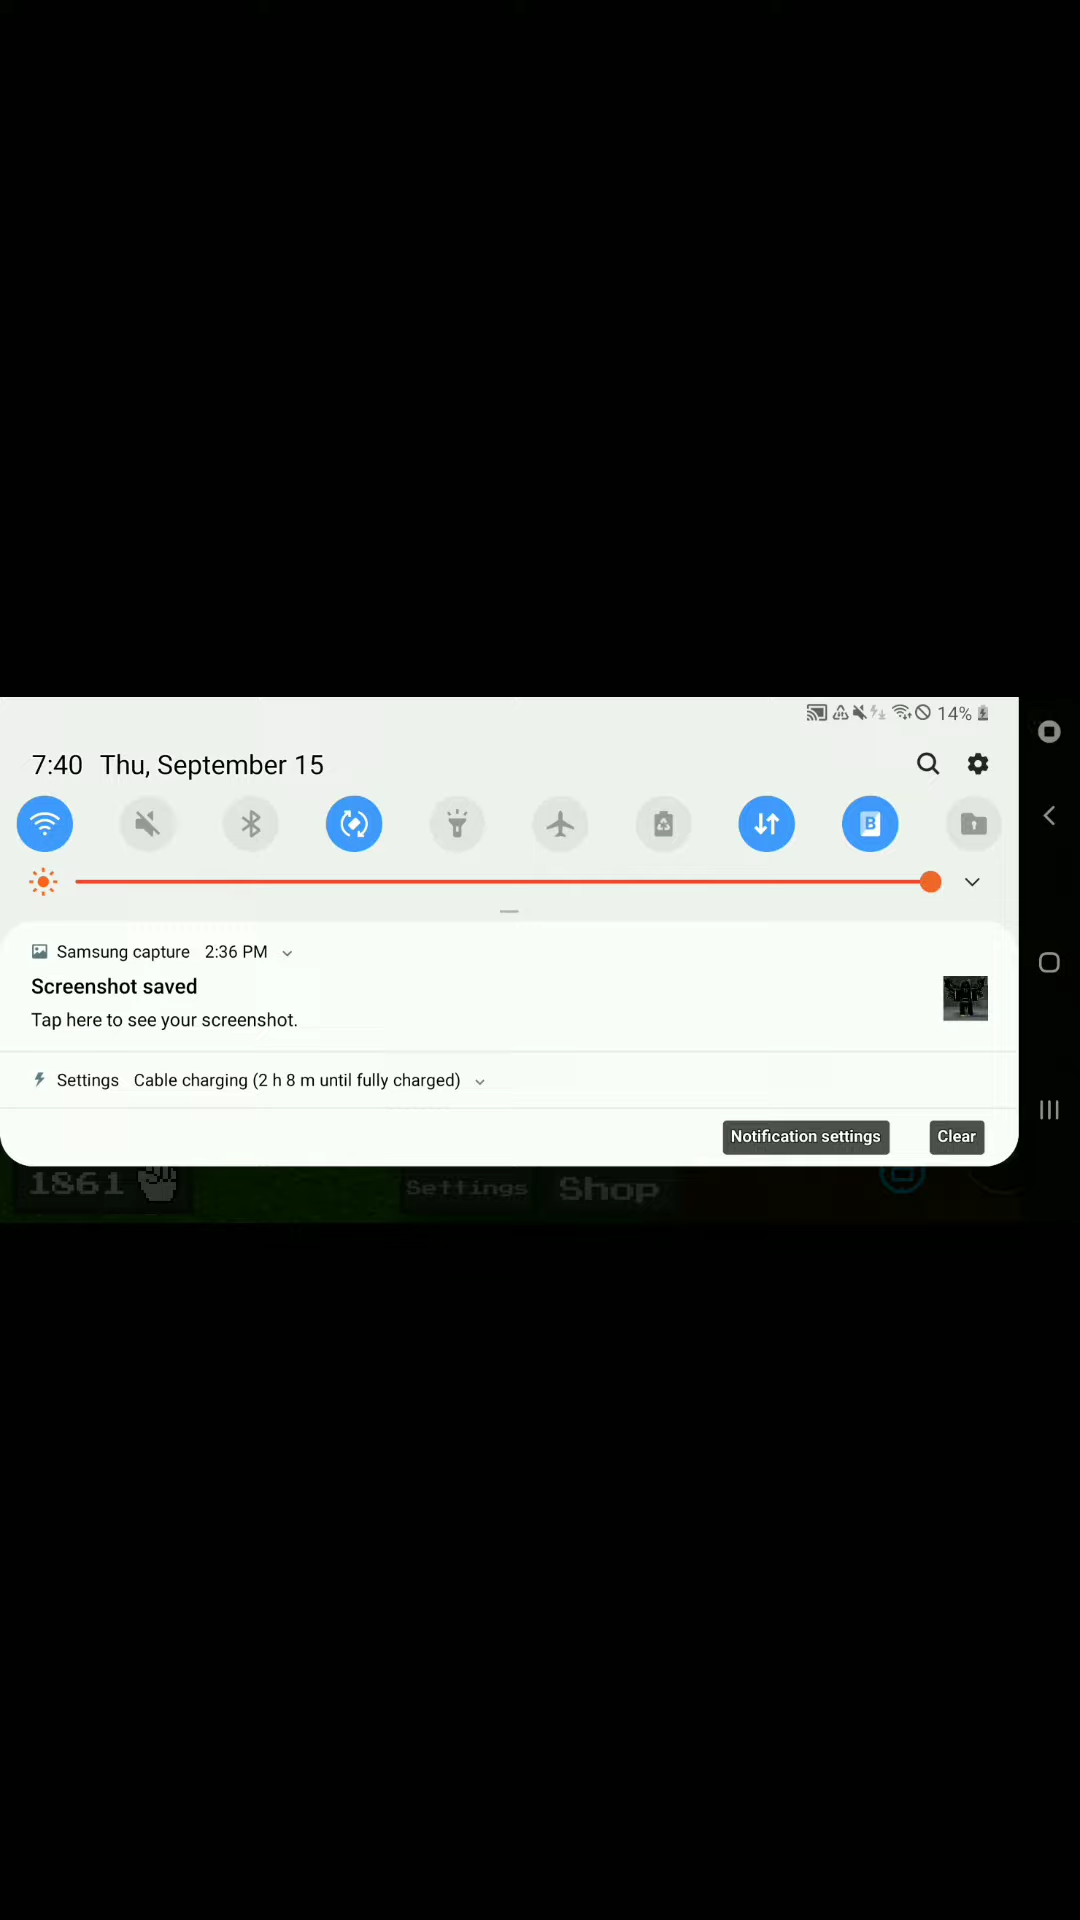 14%
7:40 Thu, September 15
B
Samsung capture 2:36 PM
Screenshot saved
Tap here to see your screenshot.
Settings Cable charging (2 h 8 m until fully charged)
Notification settings Clear
1861 Settings Shop